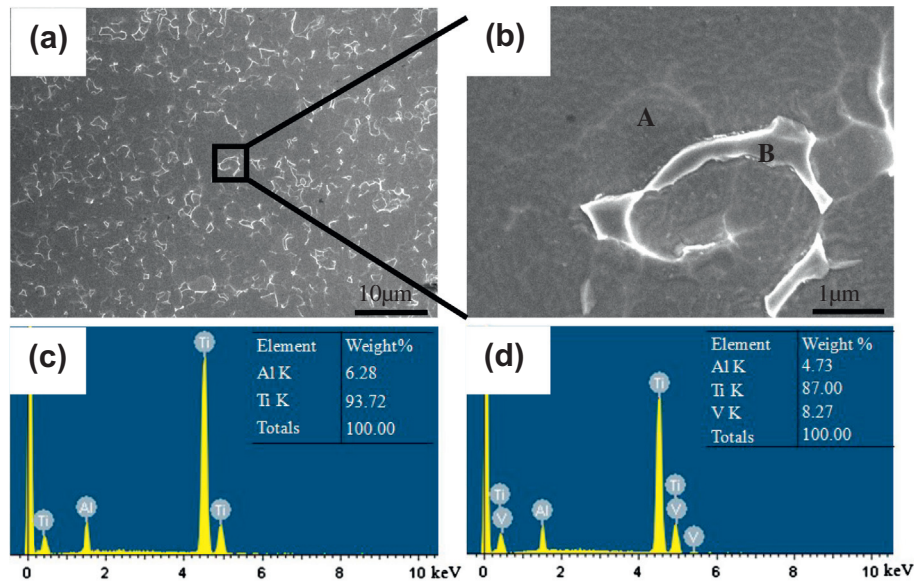 (a)
10μm
(b)
A
B
1μm
(c)
Ti
Al
Ti
Ti
Element Weight%
Al K 6.28
Ti K 93.72
Totals 100.00
0 2 4 6 8 10 keV
(d)
Ti
V
Al
Ti
Ti
V
V
Element Weight %
Al K 4.73
Ti K 87.00
V K 8.27
Totals 100.00
0 2 4 6 8 10 keV